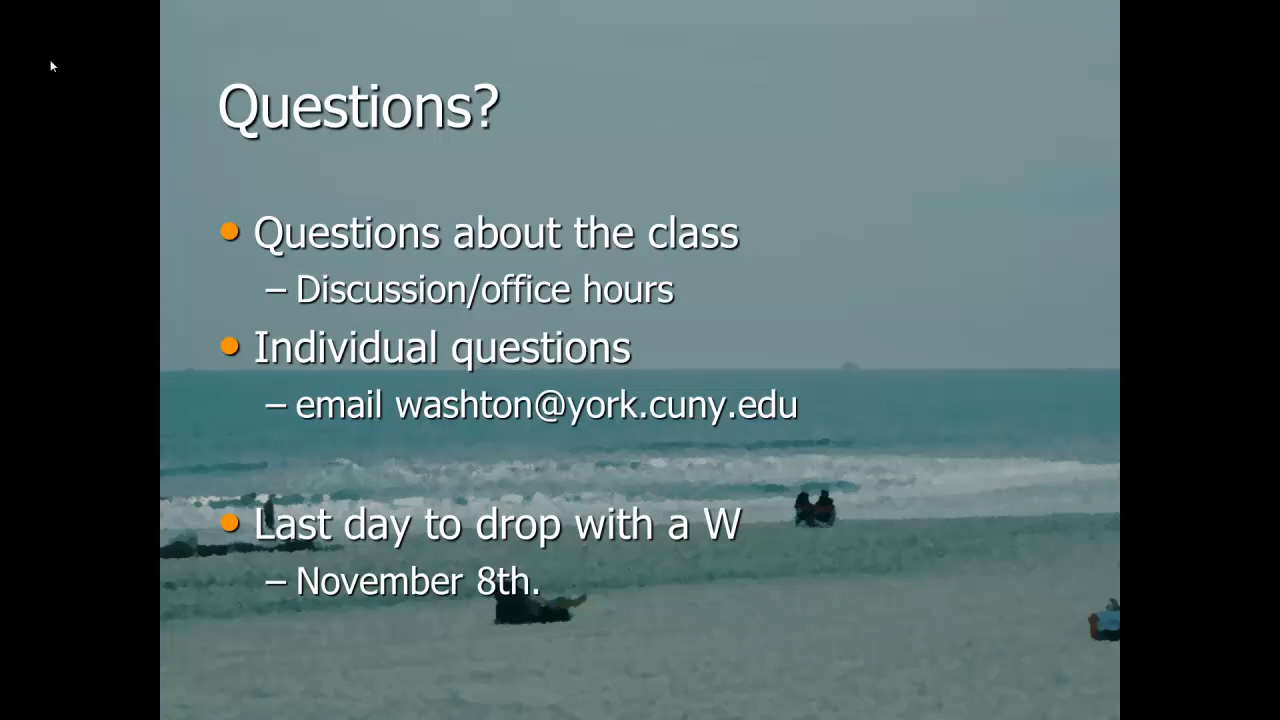 Questions?
Questions about the class
– Discussion/office hours
Individual questions
– email washton@york.cuny.edu
Last day to drop with a W
– November 8th.